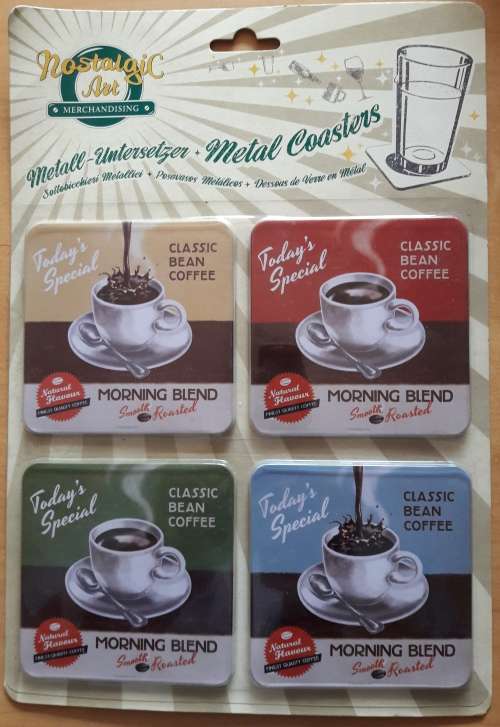 Nostalgic
Art
MERCHANDISING
Metall-Untersetzer • Metal Coasters
Sottobicchieri Metallici • Posavasos Metálicos • Dessous de Verre en Métal
Today's
Special
CLASSIC
BEAN
COFFEE
Natural
Flavour
FINEST QUALITY COFFEE
MORNING BLEND
Smooth Roasted
Today's
Special
CLASSIC
BEAN
COFFEE
Natural
Flavour
FINEST QUALITY COFFEE
MORNING BLEND
Smooth Roasted
Today's
Special
CLASSIC
BEAN
COFFEE
Natural
Flavour
FINEST QUALITY COFFEE
MORNING BLEND
Smooth Roasted
Today's
Special
CLASSIC
BEAN
COFFEE
Natural
Flavour
FINEST QUALITY COFFEE
MORNING BLEND
Smooth Roasted